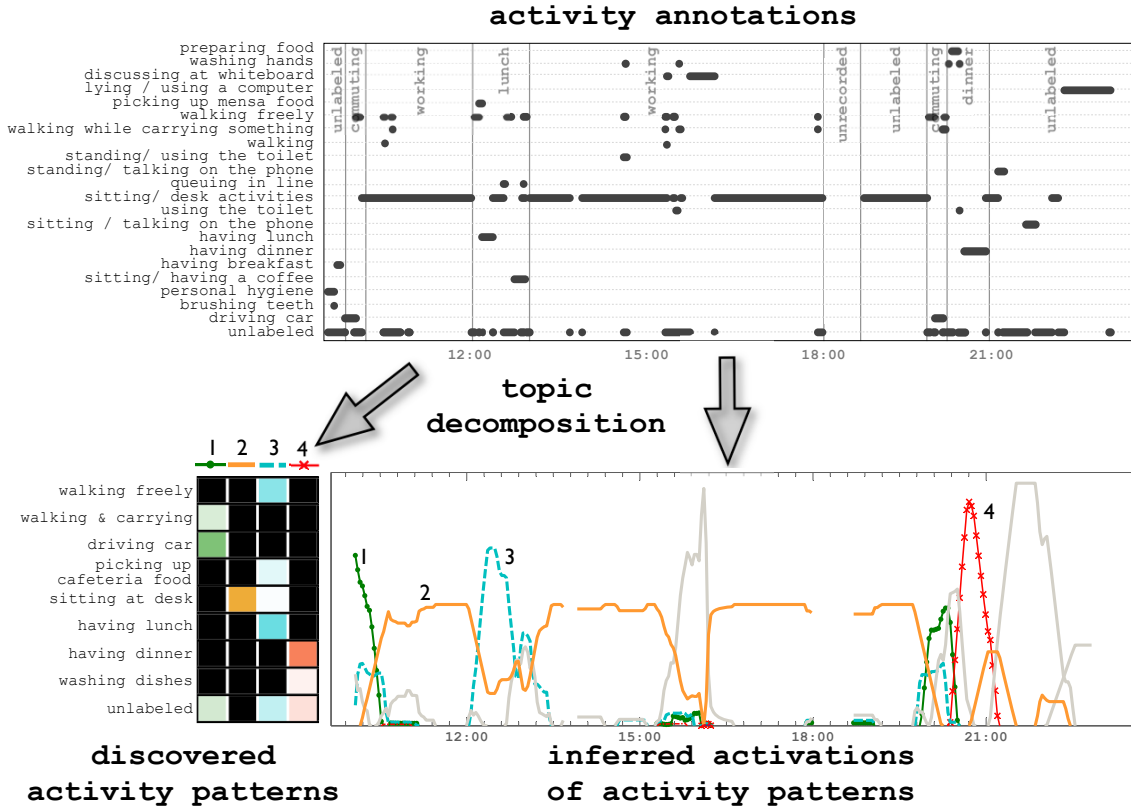 activity annotations
preparing food
washing hands
discussing at whiteboard
lying / using a computer
picking up mensa food
walking freely
walking while carrying something
walking
standing/ using the toilet
standing/ talking on the phone
queuing in line
sitting/ desk activities
using the toilet
sitting / talking on the phone
having lunch
having dinner
having breakfast
sitting/ having a coffee
personal hygiene
brushing teeth
driving car
unlabeled
unlabeled
commuting
working
lunch
working
unrecorded
unlabeled
commuting
dinner
unlabeled
12:00 15:00 18:00 21:00
topic
decomposition
1 2 3 4
walking freely
walking & carrying
driving car
picking up
cafeteria food
sitting at desk
having lunch
having dinner
washing dishes
unlabeled
1
2
3
4
12:00 15:00 18:00 21:00
discovered
activity patterns
inferred activations
of activity patterns